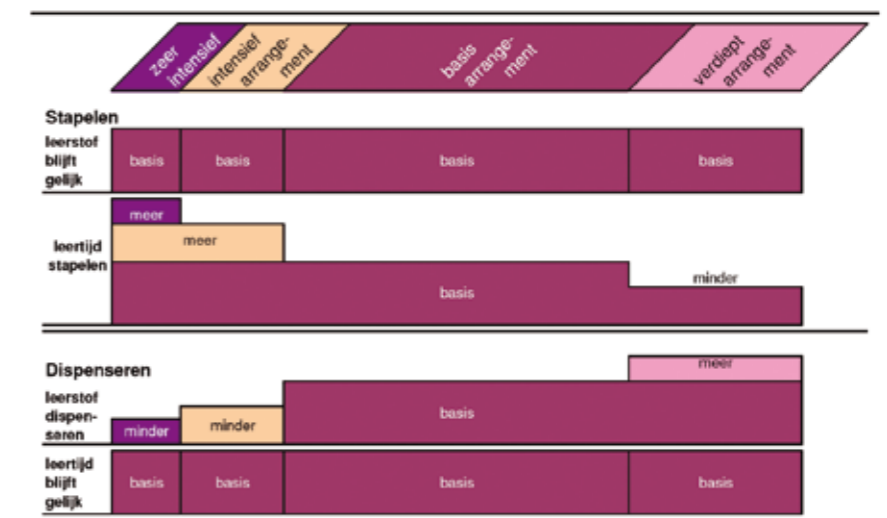 zeer
intensief
intensief
arrange-
ment
basis
arrange-
ment
verdiept
arrange-
ment
Stapelen
leerstof
blijft
gelijk
basis basis basis basis
meer
meer
leertijd
stapelen
basis
minder
Dispenseren
meer
leerstof
dispen-
seren
minder minder basis
leertijd
blijft
gelijk
basis basis basis basis